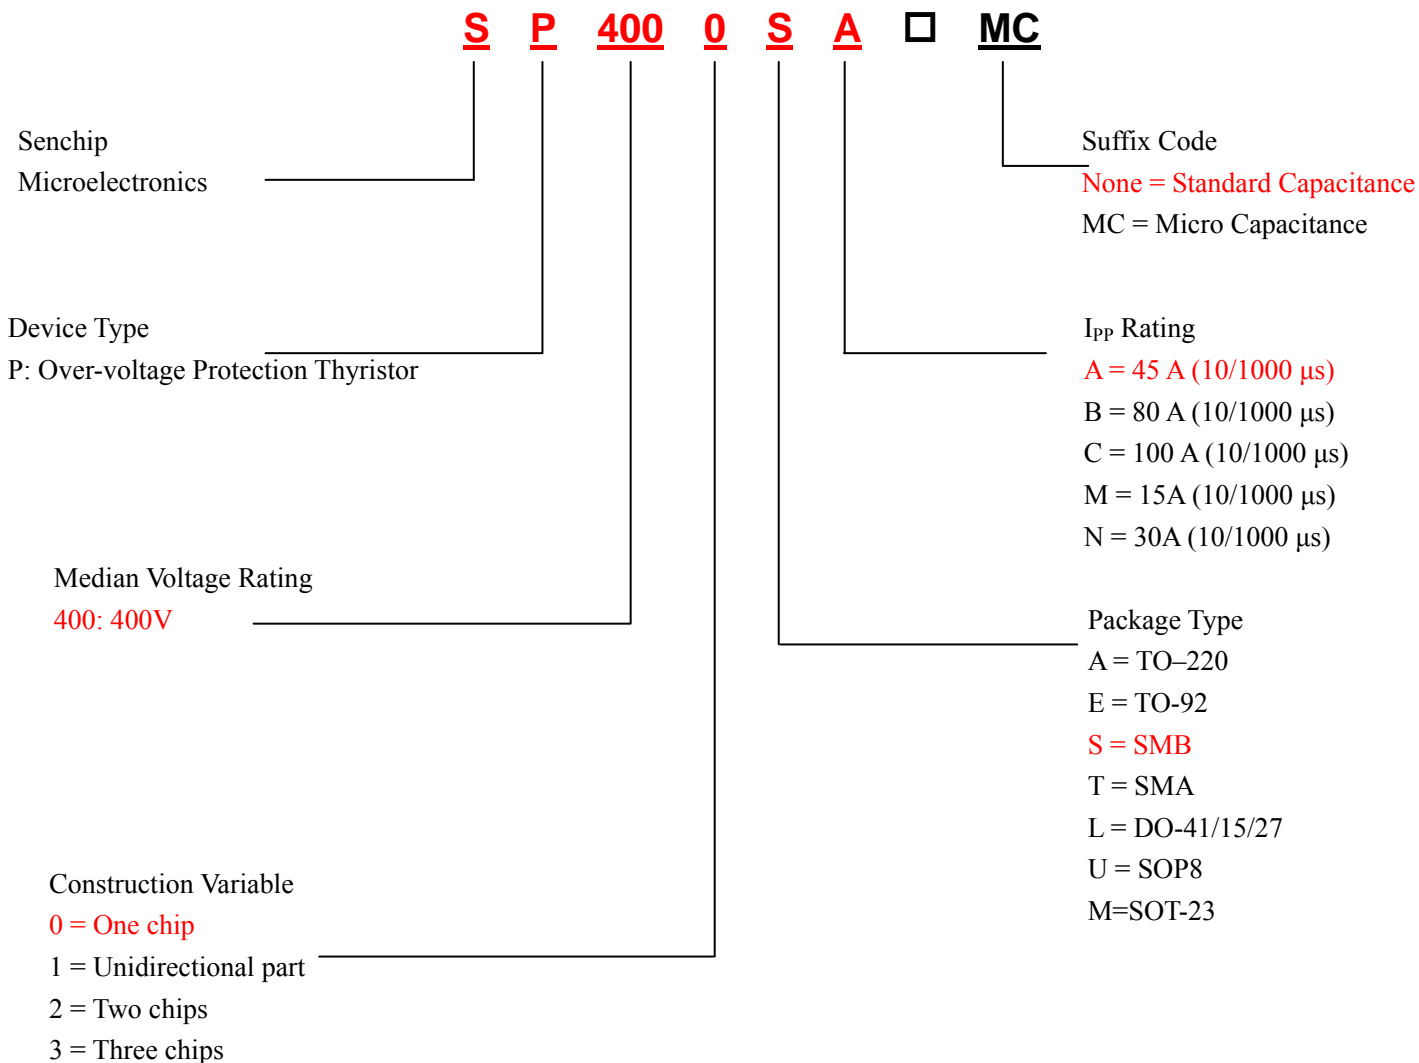 S P 400 0 S A □ MC
Senchip
Microelectronics
Suffix Code
None = Standard Capacitance
MC = Micro Capacitance
Device Type
P: Over-voltage Protection Thyristor
IPP Rating
A = 45 A (10/1000 μs)
B = 80 A (10/1000 μs)
C = 100 A (10/1000 μs)
M = 15A (10/1000 μs)
N = 30A (10/1000 μs)
Median Voltage Rating
400: 400V
Package Type
A = TO–220
E = TO-92
S = SMB
T = SMA
L = DO-41/15/27
U = SOP8
M=SOT-23
Construction Variable
0 = One chip
1 = Unidirectional part
2 = Two chips
3 = Three chips